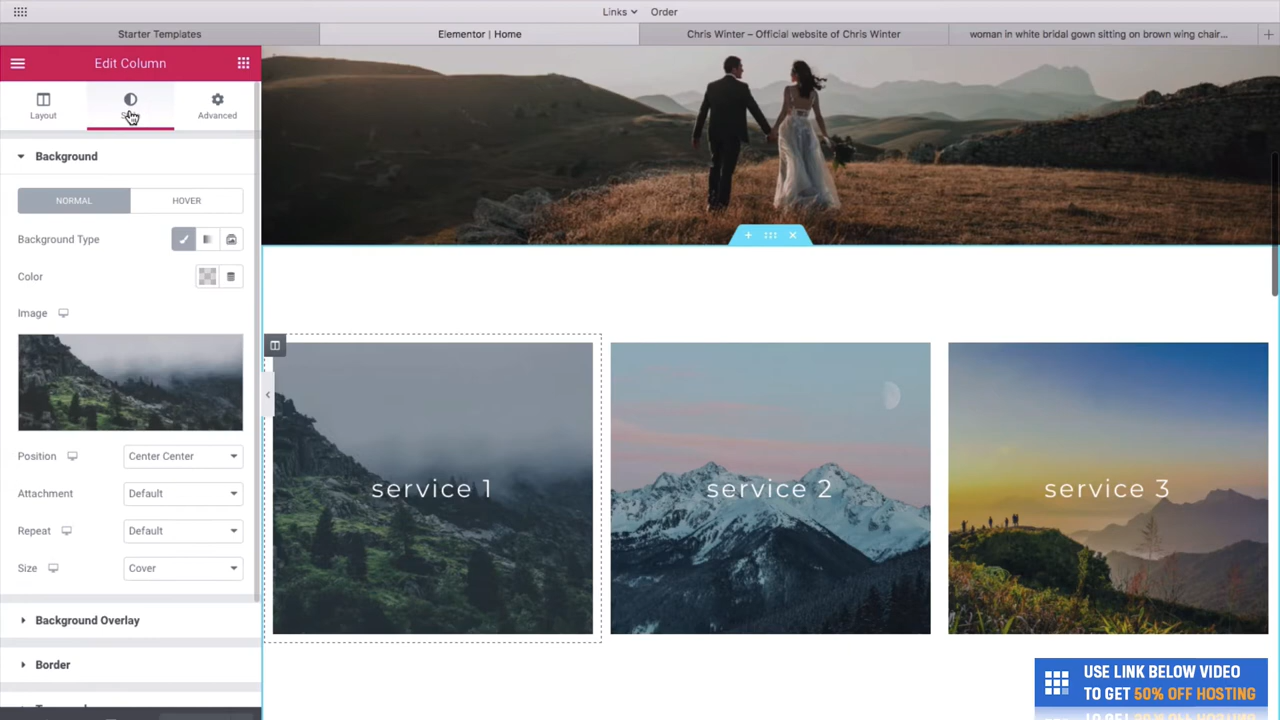 Links Order
Starter Templates
Elementor | Home
Chris Winter – Official website of Chris Winter
woman in white bridal gown sitting on brown wing chair...
Edit Column
Layout
Advanced
Background
NORMAL
HOVER
Background Type
Color
Image
Position
Center Center
Attachment
Default
Repeat
Default
Size
Cover
Background Overlay
Border
service 1
service 2
service 3
USE LINK BELOW VIDEO
TO GET 50% OFF HOSTING